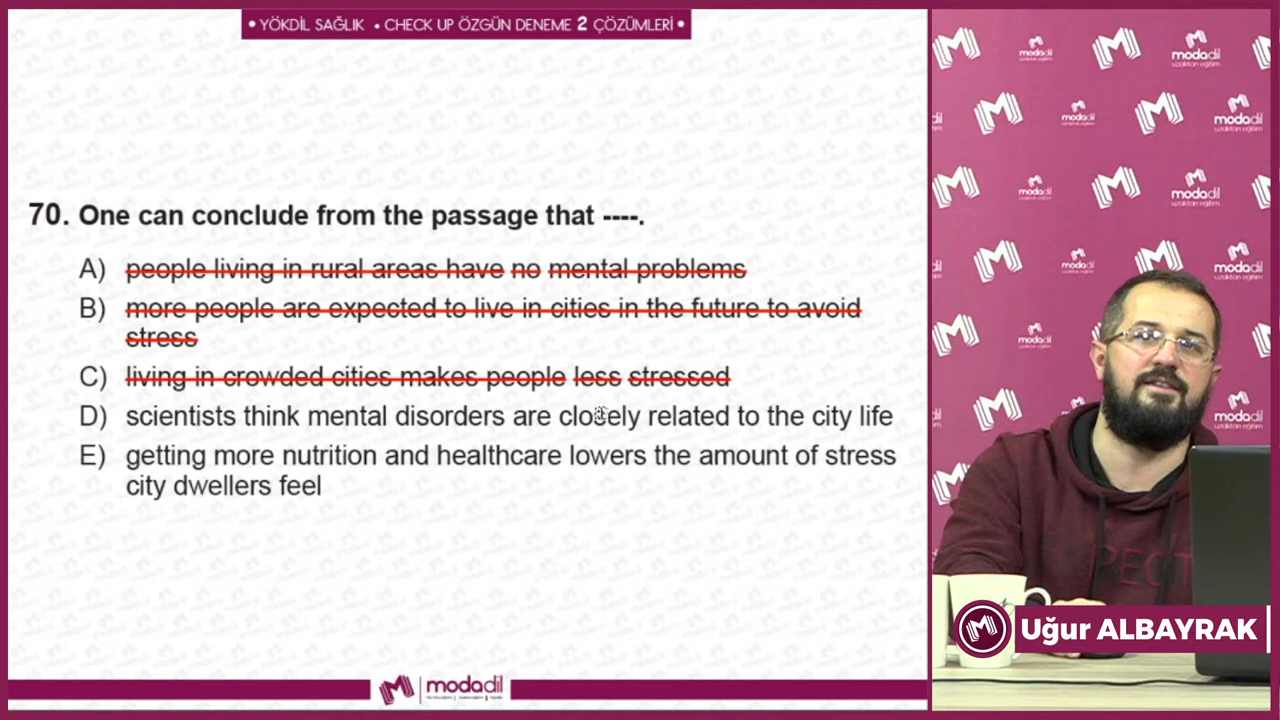 • YÖKDİL SAĞLIK • CHECK UP ÖZGÜN DENEME 2 ÇÖZÜMLERİ •
70. One can conclude from the passage that ----.
A) people living in rural areas have no mental problems
B) more people are expected to live in cities in the future to avoid
stress
C) living in crowded cities makes people less stressed
D) scientists think mental disorders are closely related to the city life
E) getting more nutrition and healthcare lowers the amount of stress
city dwellers feel
modadil
modadil
uzaktan eğitim
Uğur ALBAYRAK